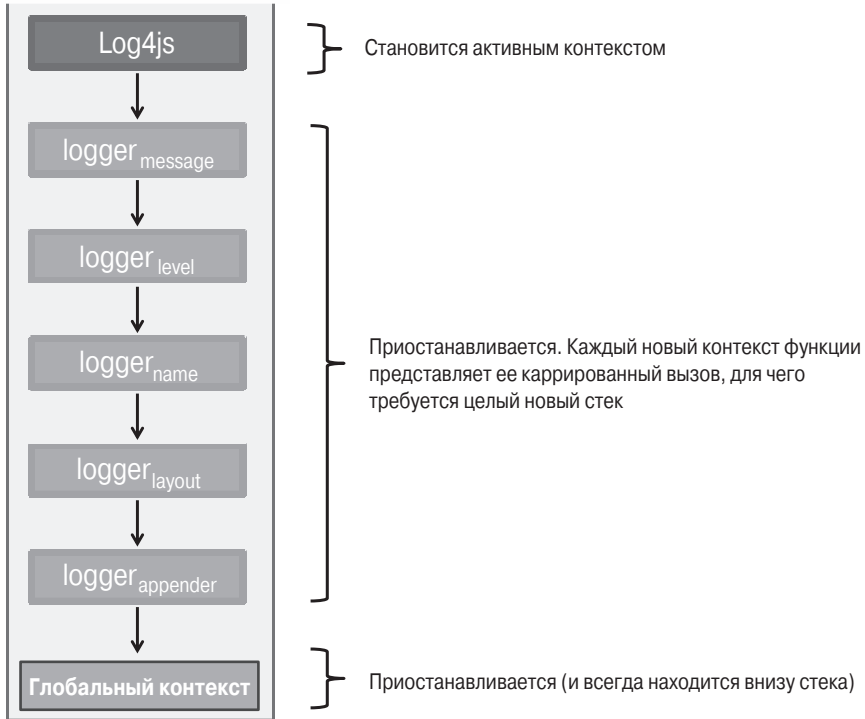 Log4js
Становится активным контекстом
logger message
logger level
logger name
Приостанавливается. Каждый новый контекст функции
представляет ее каррированный вызов, для чего
требуется целый новый стек
logger layout
logger appender
Глобальный контекст
Приостанавливается (и всегда находится внизу стека)